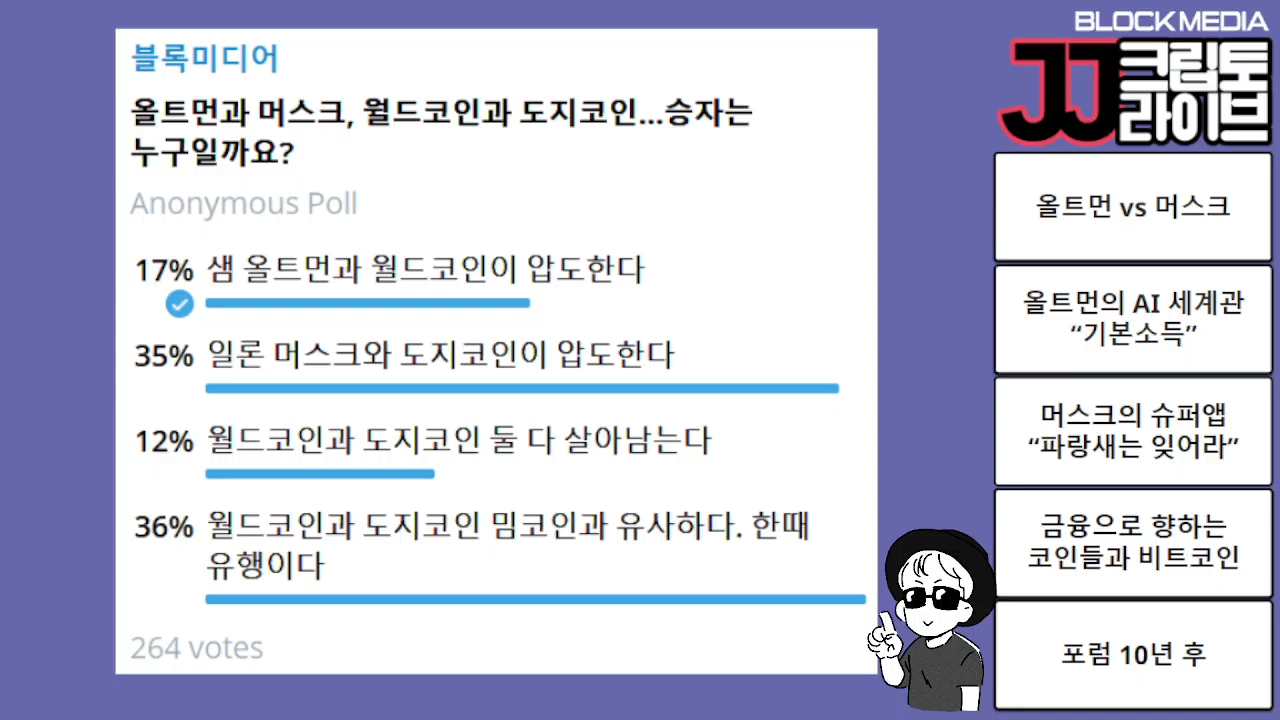 블록미디어
올트먼과 머스크, 월드코인과 도지코인...승자는
누구일까요?
Anonymous Poll
17% 샘 올트먼과 월드코인이 압도한다
35% 일론 머스크와 도지코인이 압도한다
12% 월드코인과 도지코인 둘 다 살아남는다
36% 월드코인과 도지코인 밈코인과 유사하다. 한때
유행이다
264 votes
BLOCKMEDIA
JJ 크립토
라이브
올트먼 vs 머스크
올트먼의 AI 세계관
“기본소득”
머스크의 슈퍼앱
“파랑새는 잊어라”
금융으로 향하는
코인들과 비트코인
포럼 10년 후